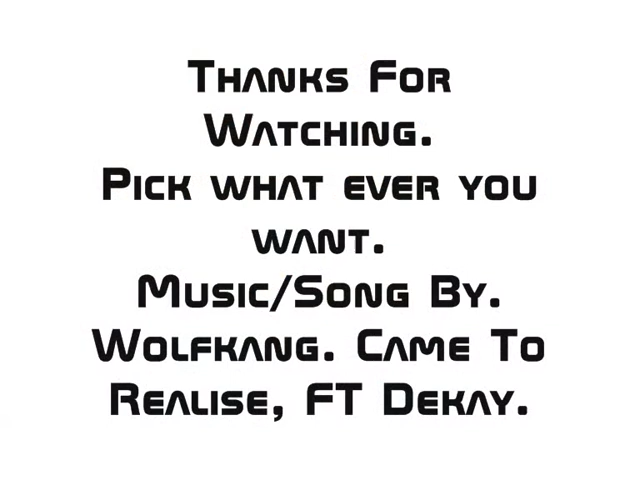 Thanks For
Watching.
Pick what ever you
want.
Music/Song By.
Wolfkang. Came To
Realise, FT Dekay.